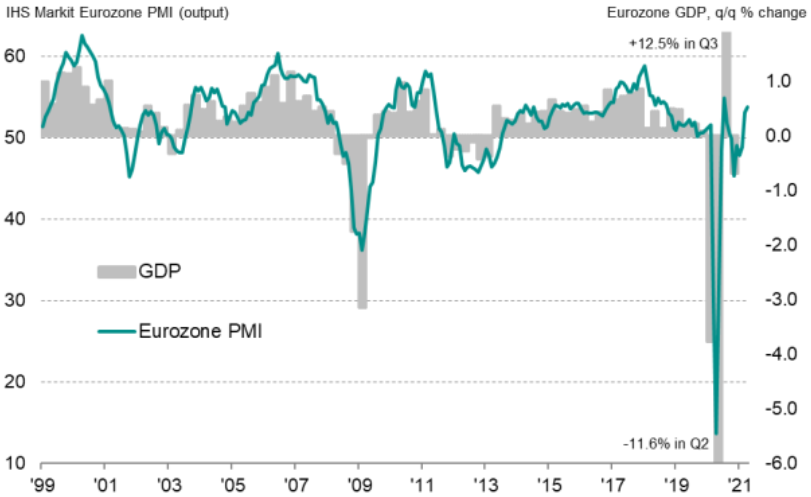 IHS Markit Eurozone PMI (output)
Eurozone GDP, q/q % change
60
50
40
30
20
10
+12.5% in Q3
1.0
0.0
-1.0
-2.0
-3.0
-4.0
-5.0
-6.0
GDP
Eurozone PMI
-11.6% in Q2
'99 '01 '03 '05 '07 '09 '11 '13 '15 '17 '19 '21